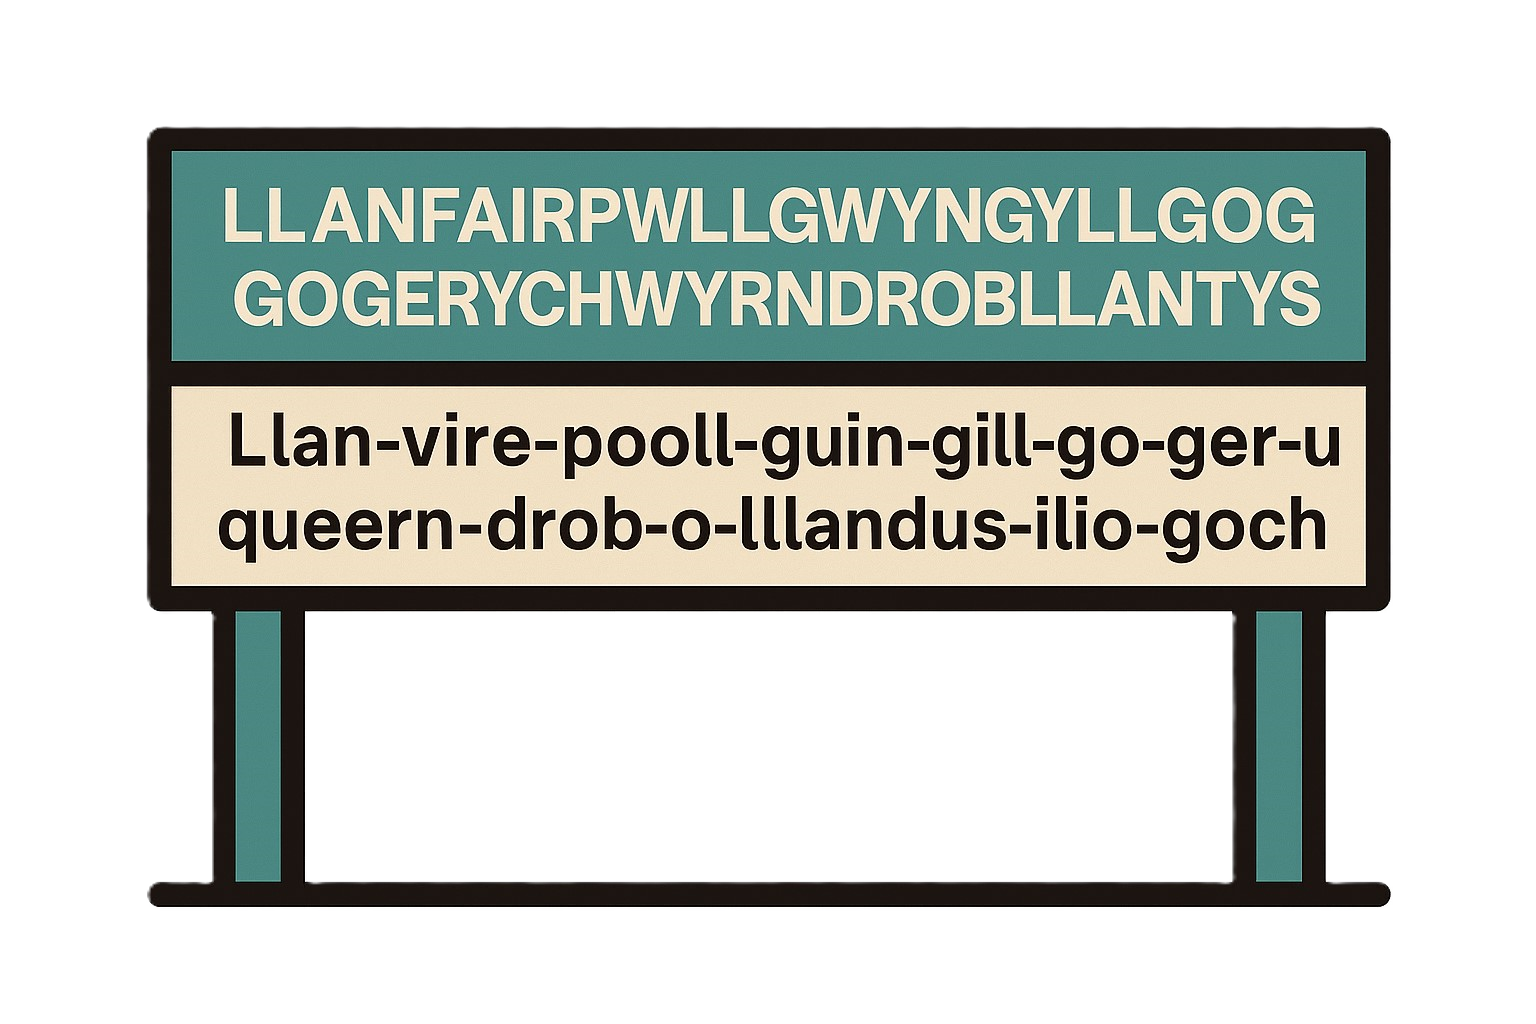 LLANFAIRPWLLGWYNGYLLGOG
GOGERYCHWYRNDROBLLANTYS
Llan-vire-pooll-guin-gill-go-ger-u
queern-drob-o-lllandus-ilio-goch